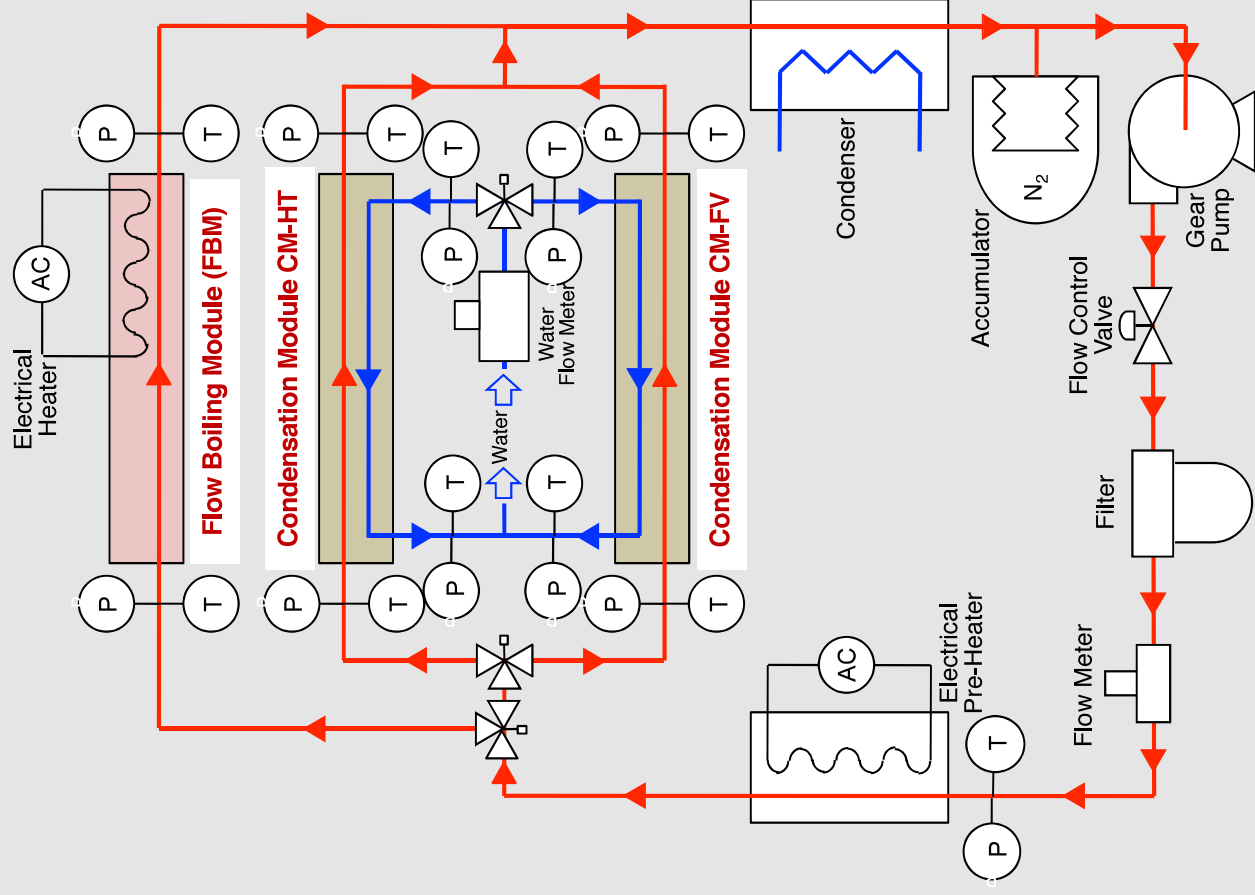 Electrical
Heater
AC
P
P
T
Flow Boiling Module (FBM)
T
P
Condensation Module CM-HT
P
T
T
P
T
P
T
Water
P
T
Water
Flow Meter
P
T
P
P
T
Condensation Module CM-FV
T
AC
Condenser
Electrical
Pre-Heater
P
T
Accumulator
N₂
Flow Meter
Filter
Flow Control
Valve
Gear
Pump